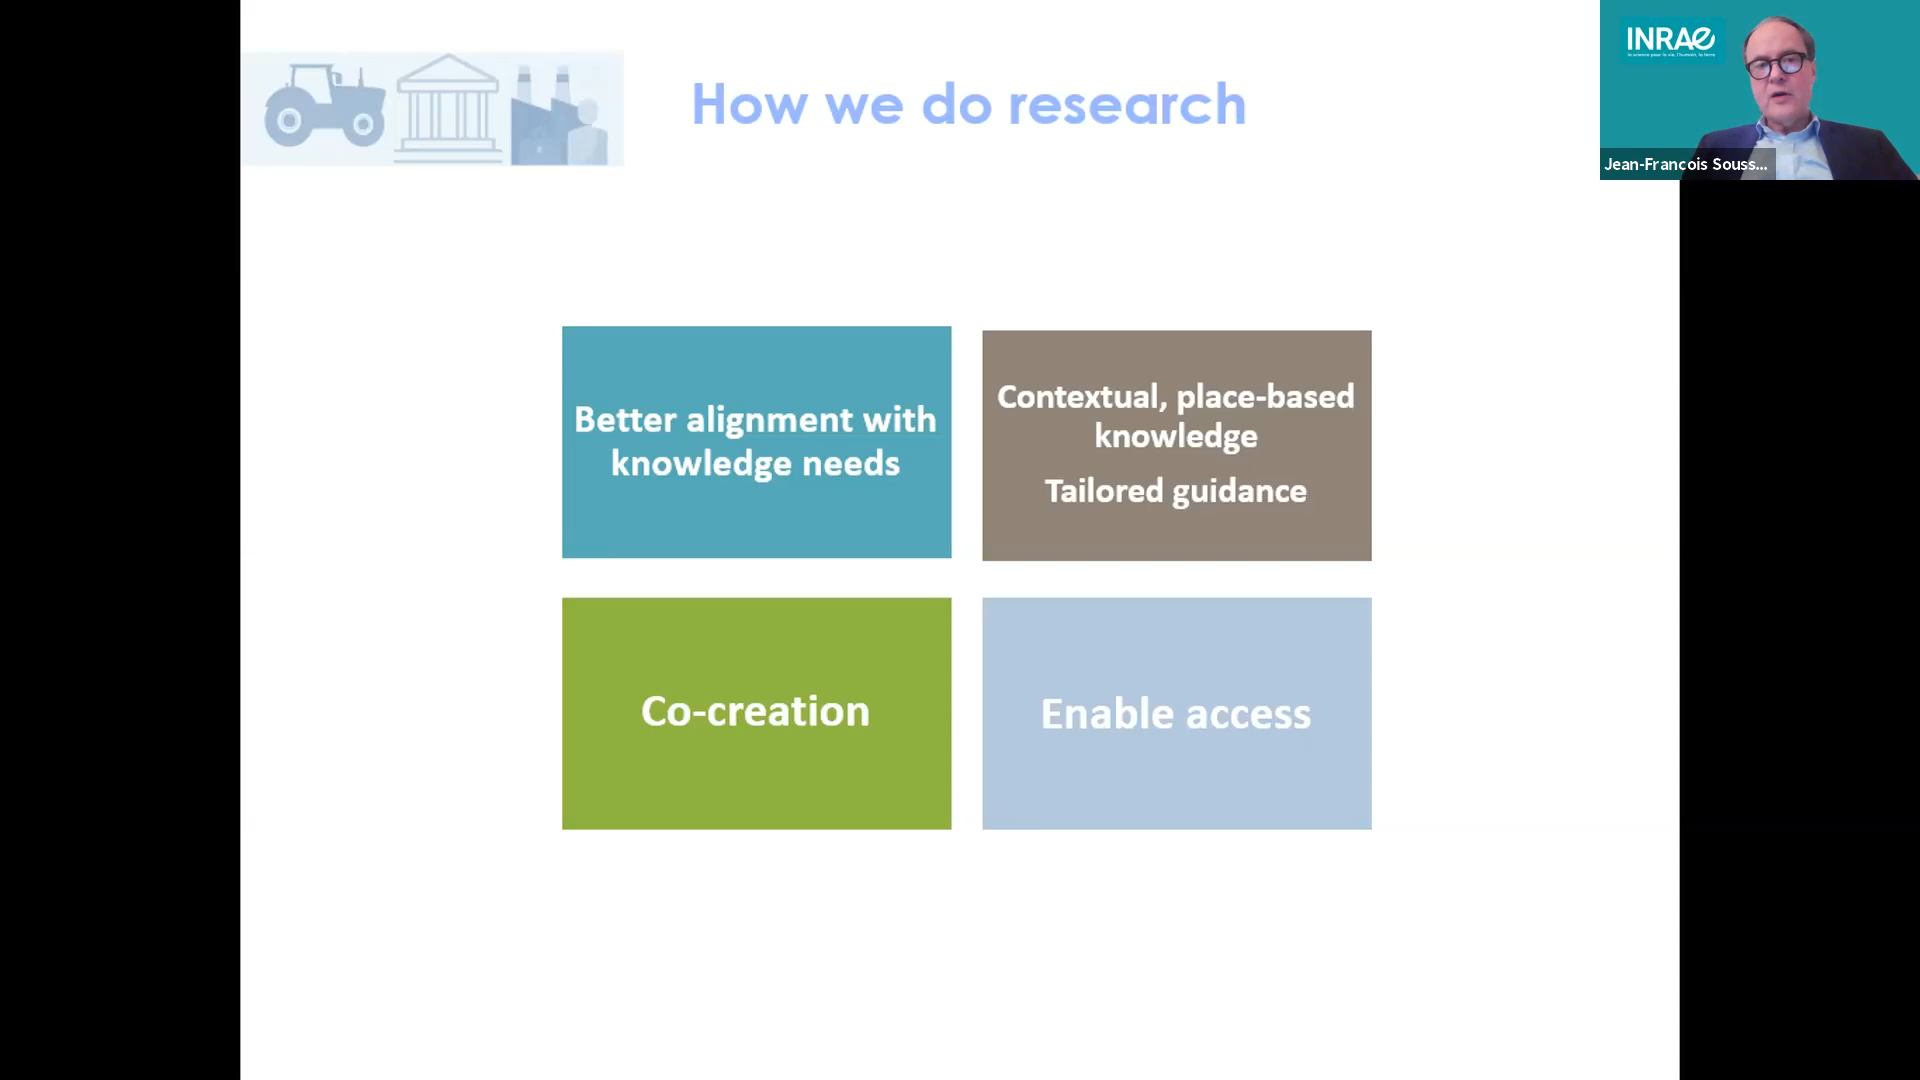 How we do research
INRAE
Jean-Francois Souss...
Better alignment with
knowledge needs
Contextual, place-based
knowledge
Tailored guidance
Co-creation
Enable access